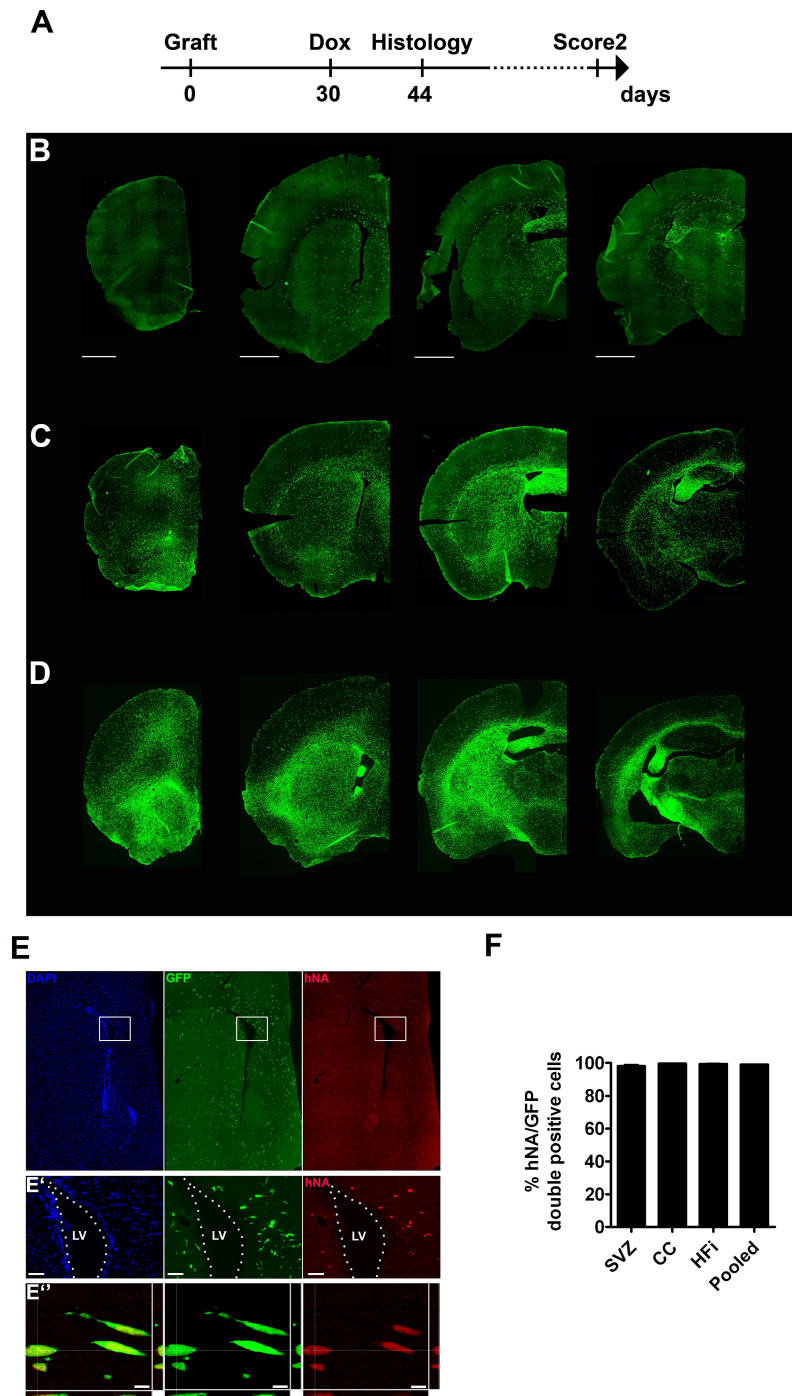 A
Graft Dox Histology Score2
0 30 44 days
B
C
D
E
DAPI GFP hNA
E' hNA
LV LV LV
E''
F
% hNA/GFP
double positive cells
100
80
60
40
20
0
SVZ CC HFi Pooled